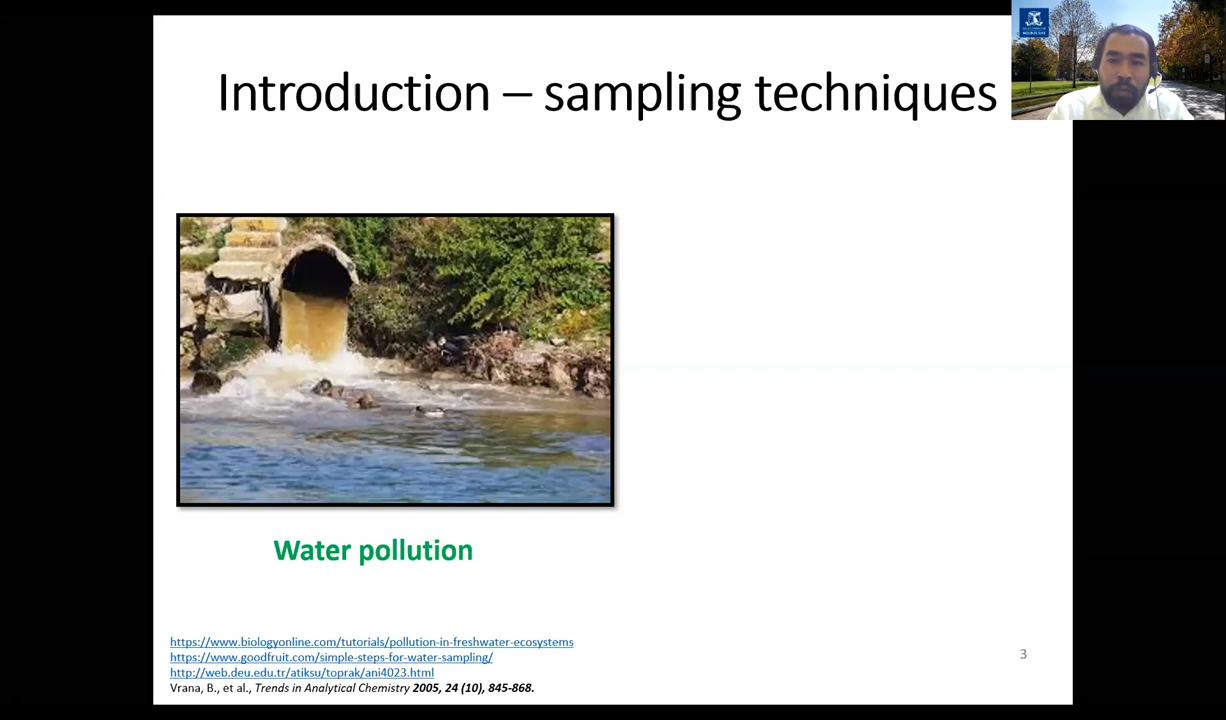 Introduction – sampling techniques
Water pollution
https://www.biologyonline.com/tutorials/pollution-in-freshwater-ecosystems
https://www.goodfruit.com/simple-steps-for-water-sampling/
http://web.deu.edu.tr/atiksu/toprak/ani4023.html
Vrana, B., et al., Trends in Analytical Chemistry 2005, 24 (10), 845-868.
3